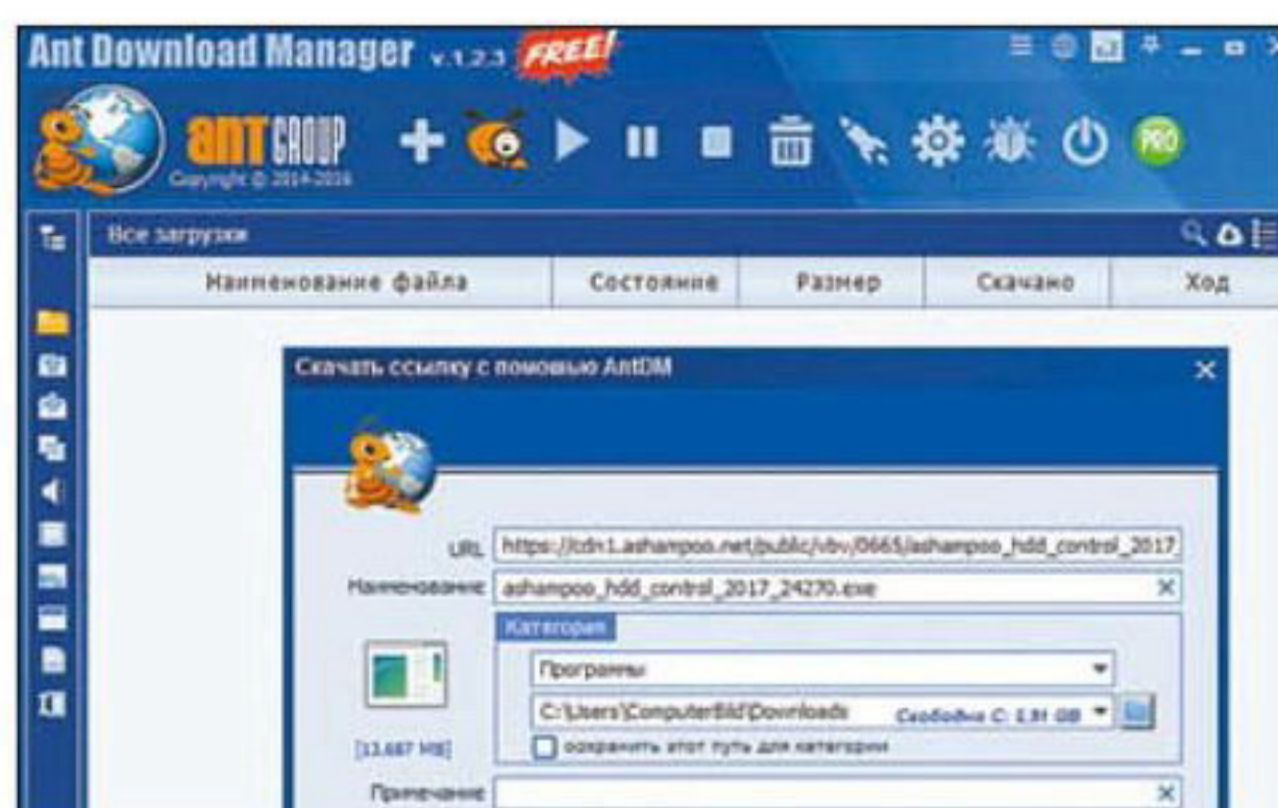 Ant Download Manager v.1.2.3 FREE!
ANT GROUP
Copyright © 2014-2016
PRO
Все загрузки
Наименование файла Состояние Размер Скачано Ход
Скачать ссылку с помощью AntDM
URL https://cdn1.ashampoo.net/public/vbv/0665/ashampoo_hdd_control_2017_
Наименование ashampoo_hdd_control_2017_24270.exe
Категория
Программы
C:\Users\ComputerBild\Downloads Свободно C: GB
[13.687 MB]
сохранить этот путь для категории
Примечание